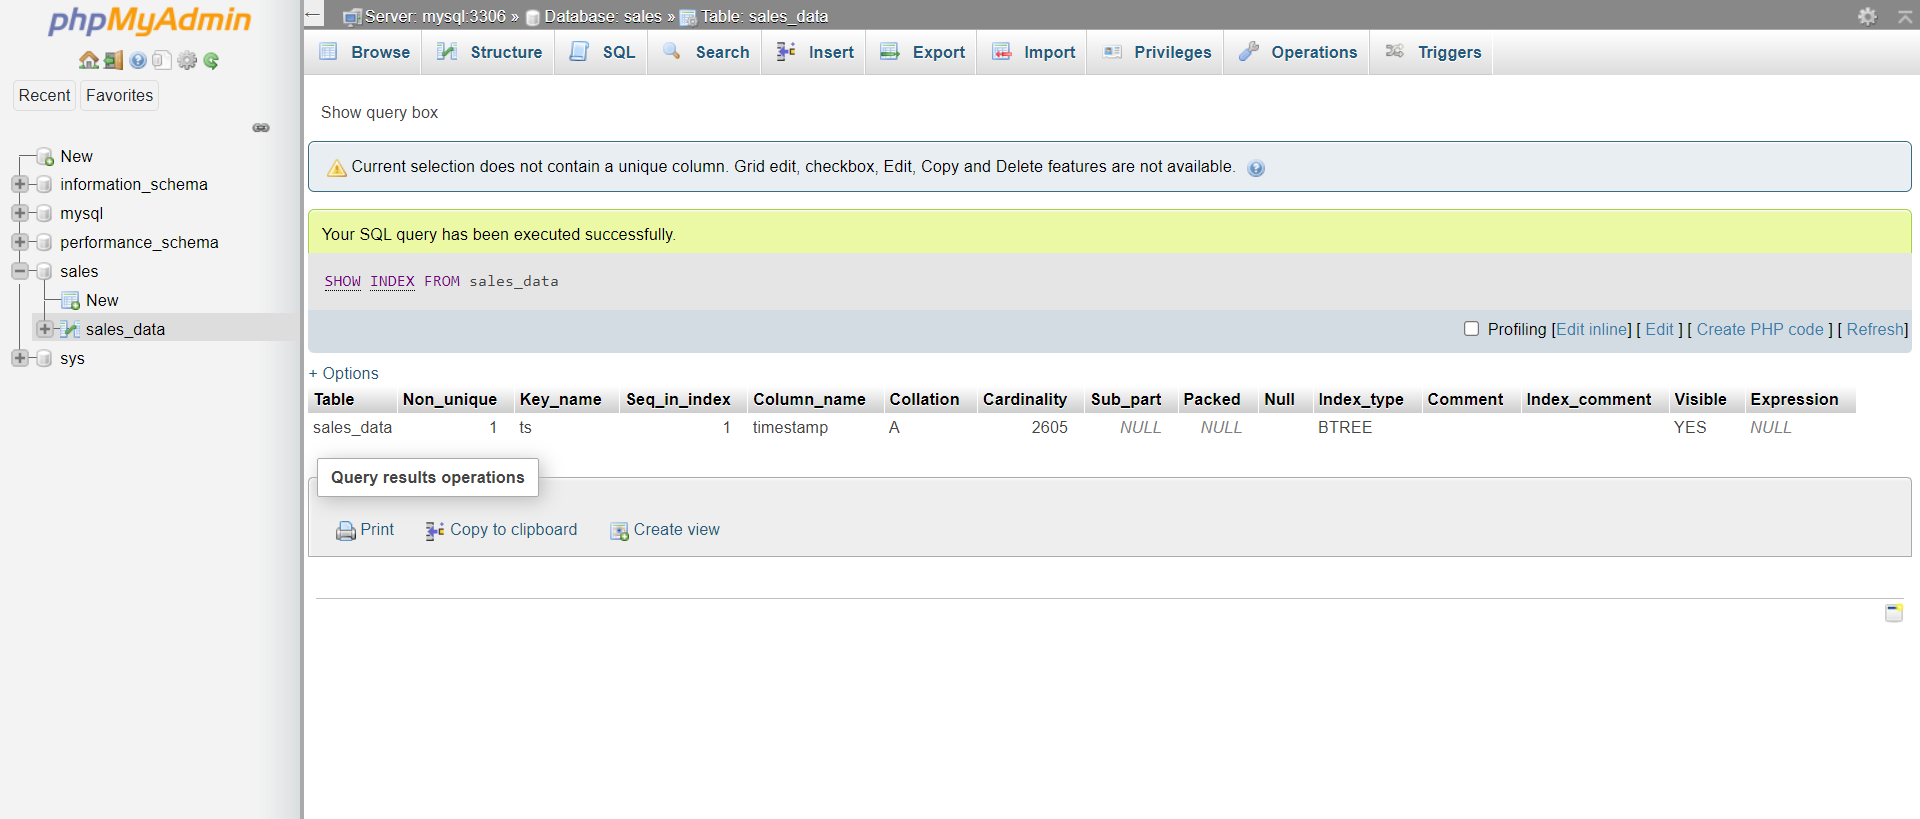 phpMyAdmin
Recent Favorites
New
information_schema
mysql
performance_schema
sales
New
sales_data
sys
← Server: mysql:3306 » Database: sales » Table: sales_data
Browse Structure SQL Search Insert Export Import Privileges Operations Triggers
Show query box
Current selection does not contain a unique column. Grid edit, checkbox, Edit, Copy and Delete features are not available.
Your SQL query has been executed successfully.
SHOW INDEX FROM sales_data
Profiling [Edit inline] [ Edit ] [ Create PHP code ] [ Refresh]
+ Options
Table Non_unique Key_name Seq_in_index Column_name Collation Cardinality Sub_part Packed Null Index_type Comment Index_comment Visible Expression
sales_data 1 ts 1 timestamp A 2605 NULL NULL BTREE YES NULL
Query results operations
Print Copy to clipboard Create view